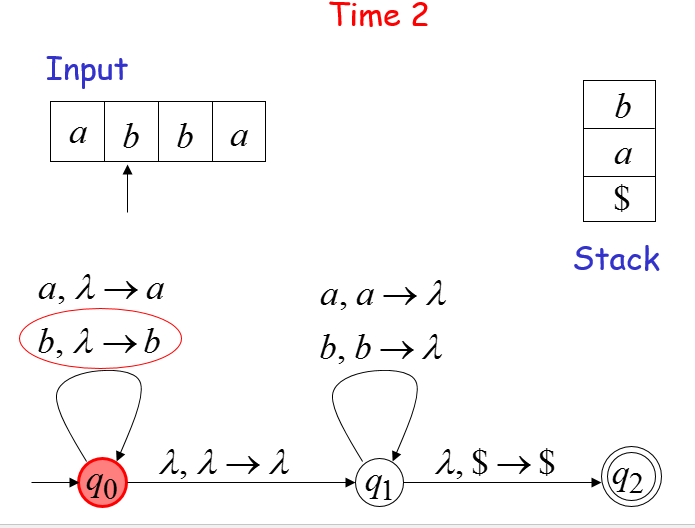 Time 2
Input
a b b a
b
a
$
Stack
a, λ → a
b, λ → b
a, a → λ
b, b → λ
λ, λ → λ
λ, $ → $
q0
q1
q2